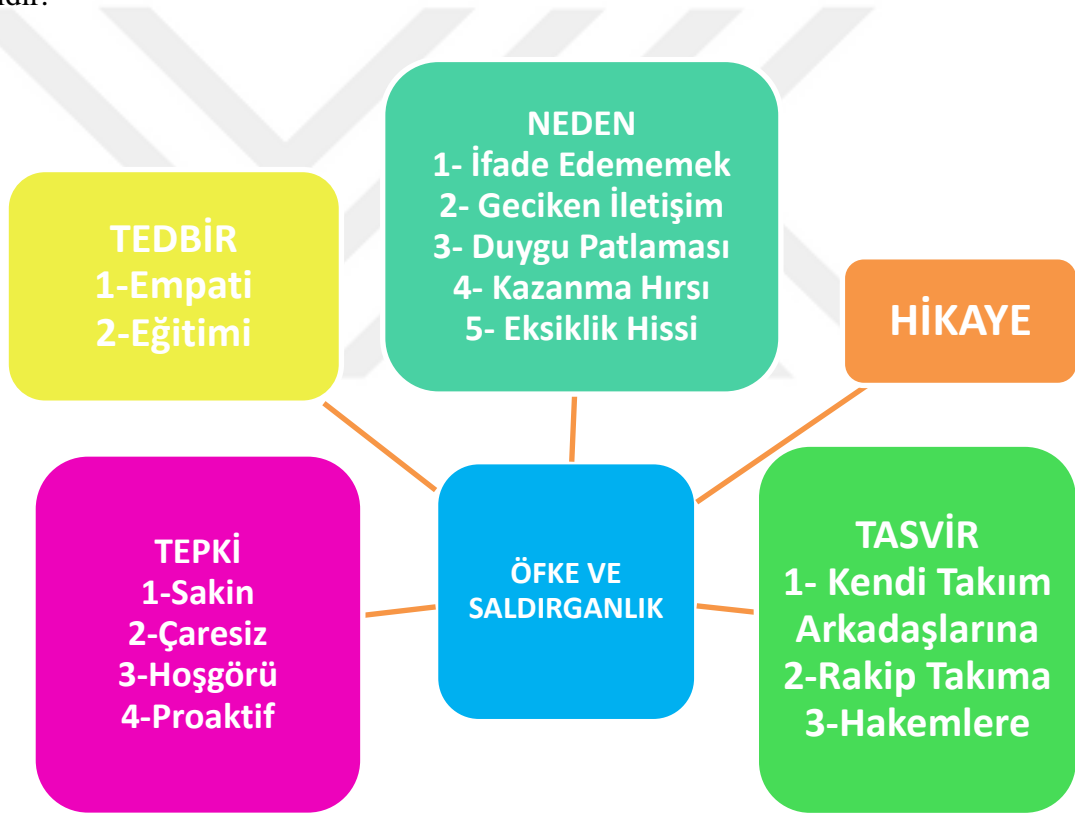 NEDEN
1- İfade Edememek
2- Geciken İletişim
3- Duygu Patlaması
4- Kazanma Hırsı
5- Eksiklik Hissi
TEDBİR
1-Empati
2-Eğitimi
HİKAYE
TEPKİ
1-Sakin
2-Çaresiz
3-Hoşgörü
4-Proaktif
ÖFKE VE
SALDIRGANLIK
TASVİR
1- Kendi Takıım
Arkadaşlarına
2-Rakip Takıma
3-Hakemlere